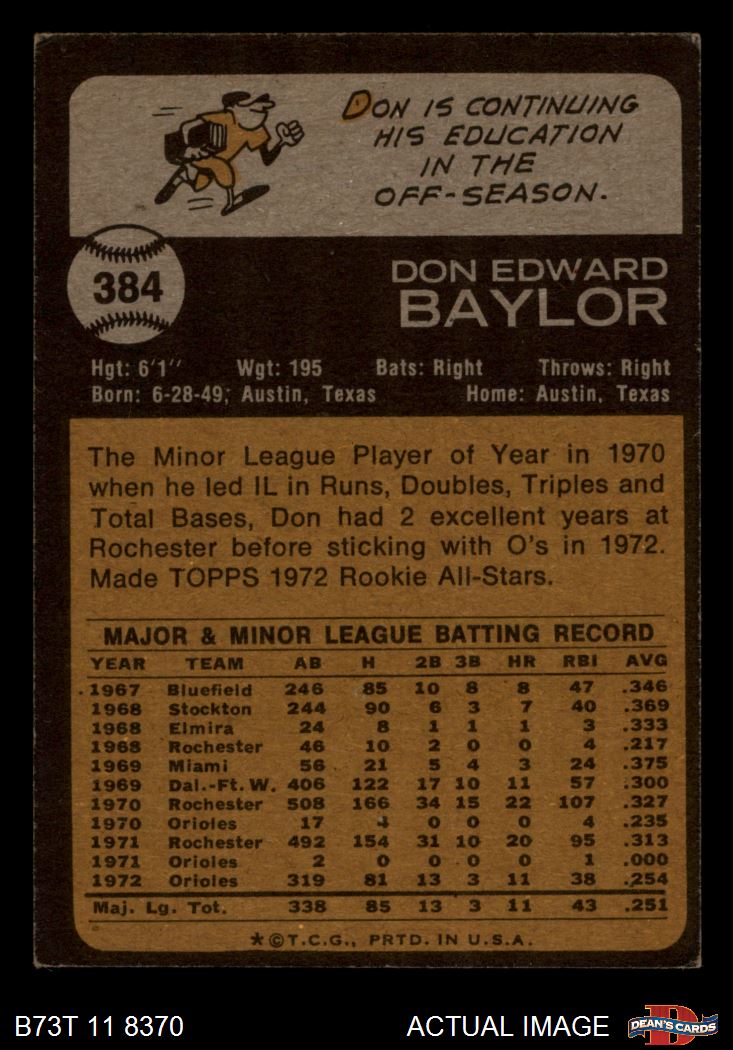 DON IS CONTINUING
HIS EDUCATION
IN THE
OFF-SEASON.
384
DON EDWARD
BAYLOR
Hgt: 6'1" Wgt: 195 Bats: Right Throws: Right
Born: 6-28-49; Austin, Texas Home: Austin, Texas
The Minor League Player of Year in 1970
when he led IL in Runs, Doubles, Triples and
Total Bases, Don had 2 excellent years at
Rochester before sticking with O's in 1972.
Made TOPPS 1972 Rookie All-Stars.
MAJOR & MINOR LEAGUE BATTING RECORD
YEAR TEAM AB H 2B 3B HR RBI AVG
1967 Bluefield 246 85 10 8 8 47 .346
1968 Stockton 244 90 6 3 7 40 .369
1968 Elmira 24 8 1 1 1 3 .333
1968 Rochester 46 10 2 0 0 4 .217
1969 Miami 56 21 5 4 3 24 .375
1969 Dal.-Ft. W. 406 122 17 10 11 57 .300
1970 Rochester 508 166 34 15 22 107 .327
1970 Orioles 17 4 0 0 0 4 .235
1971 Rochester 492 154 31 10 20 95 .313
1971 Orioles 2 0 0 0 0 1 .000
1972 Orioles 319 81 13 3 11 38 .254
Maj. Lg. Tot. 338 85 13 3 11 43 .251
★©T.C.G., PRTD. IN U.S.A.
B73T 11 8370 ACTUAL IMAGE DEAN'S CARDS